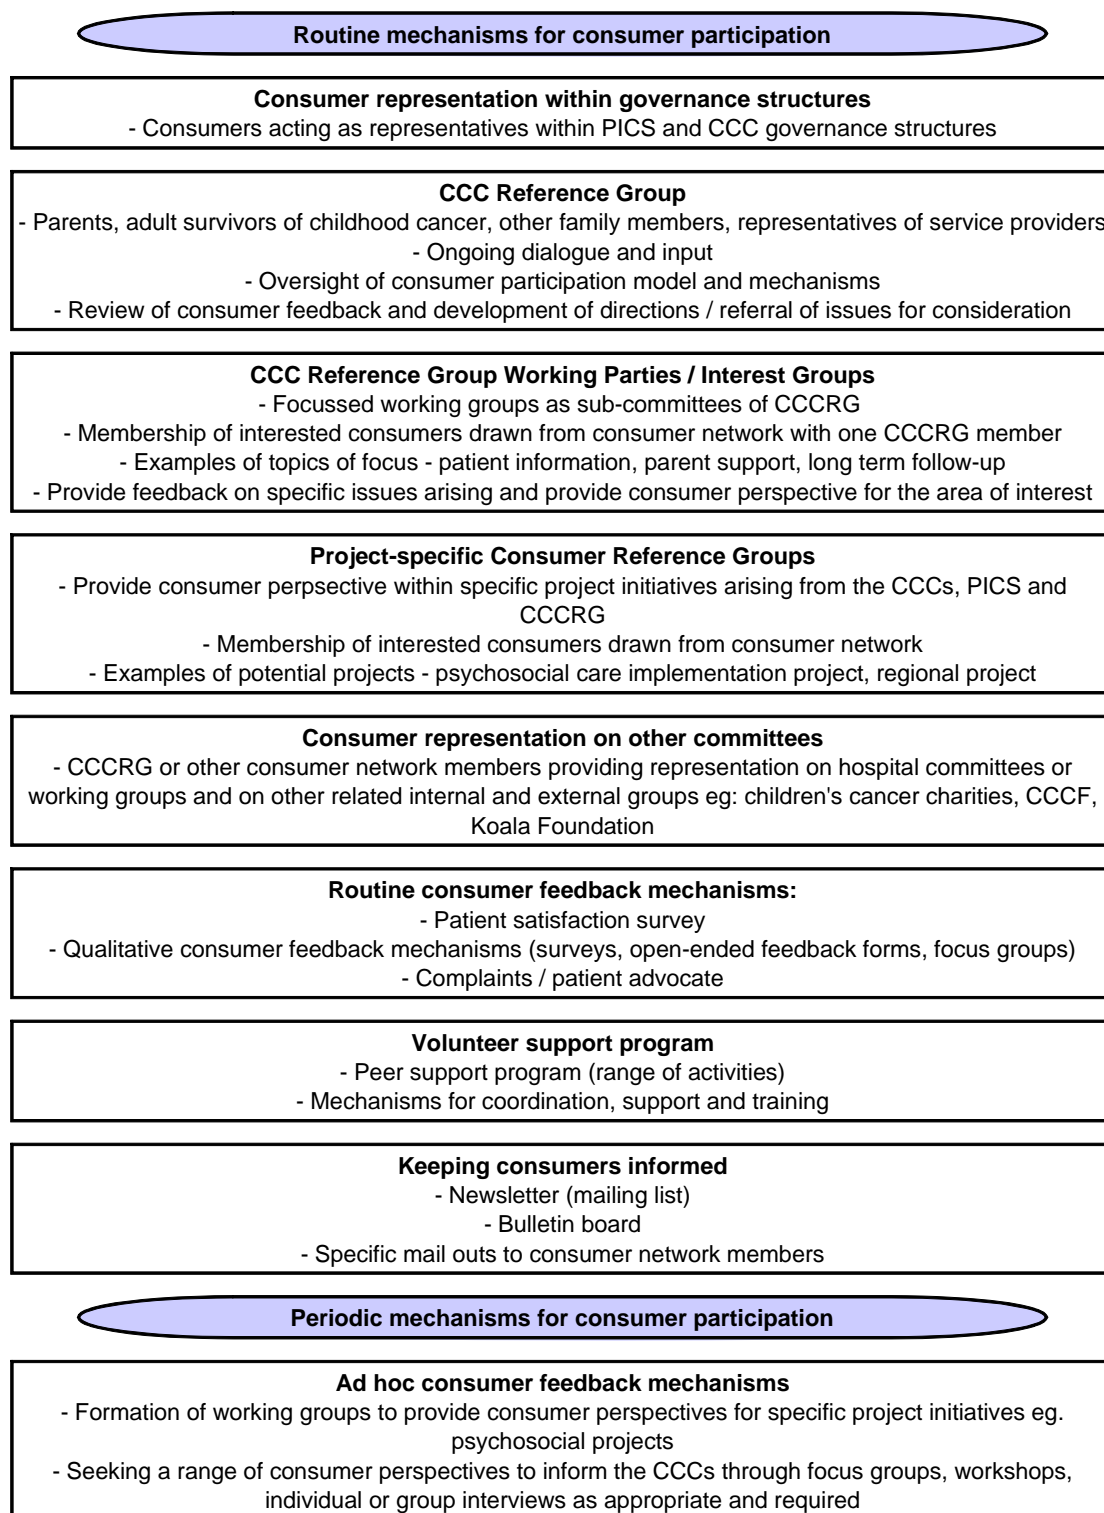 Routine mechanisms for consumer participation
Consumer representation within governance structures
- Consumers acting as representatives within PICS and CCC governance structures
CCC Reference Group
- Parents, adult survivors of childhood cancer, other family members, representatives of service providers
- Ongoing dialogue and input
- Oversight of consumer participation model and mechanisms
- Review of consumer feedback and development of directions / referral of issues for consideration
CCC Reference Group Working Parties / Interest Groups
- Focussed working groups as sub-committees of CCCRG
- Membership of interested consumers drawn from consumer network with one CCCRG member
- Examples of topics of focus - patient information, parent support, long term follow-up
- Provide feedback on specific issues arising and provide consumer perspective for the area of interest
Project-specific Consumer Reference Groups
- Provide consumer perpsective within specific project initiatives arising from the CCCs, PICS and
CCCRG
- Membership of interested consumers drawn from consumer network
- Examples of potential projects - psychosocial care implementation project, regional project
Consumer representation on other committees
- CCCRG or other consumer network members providing representation on hospital committees or
working groups and on other related internal and external groups eg: children's cancer charities, CCCF,
Koala Foundation
Routine consumer feedback mechanisms:
- Patient satisfaction survey
- Qualitative consumer feedback mechanisms (surveys, open-ended feedback forms, focus groups)
- Complaints / patient advocate
Volunteer support program
- Peer support program (range of activities)
- Mechanisms for coordination, support and training
Keeping consumers informed
- Newsletter (mailing list)
- Bulletin board
- Specific mail outs to consumer network members
Periodic mechanisms for consumer participation
Ad hoc consumer feedback mechanisms
- Formation of working groups to provide consumer perspectives for specific project initiatives eg.
psychosocial projects
- Seeking a range of consumer perspectives to inform the CCCs through focus groups, workshops,
individual or group interviews as appropriate and required